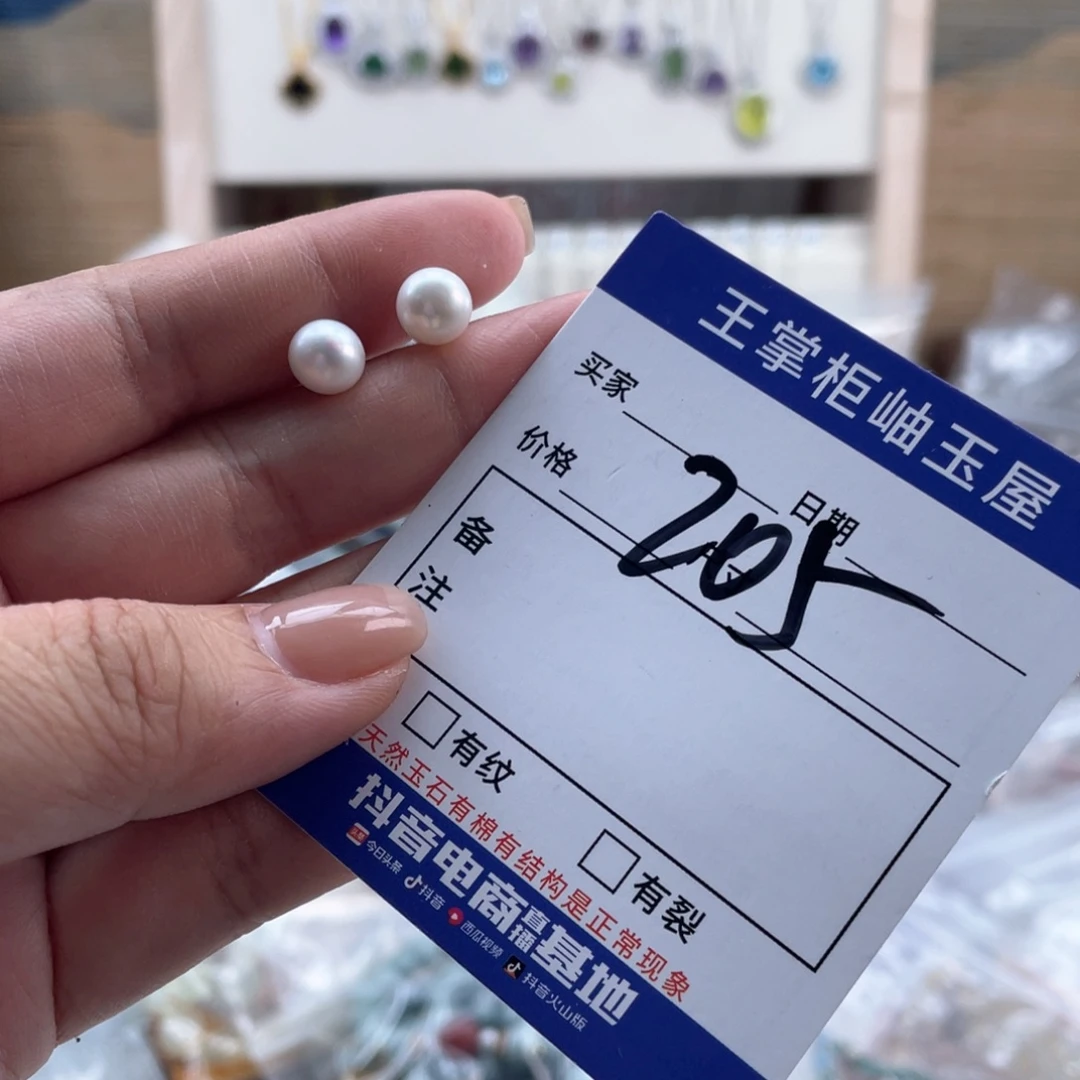 王掌柜岫玉屋
买家
日期
价格
205
备注
有纹
有裂
天然玉石有棉有结构是正常现象
抖音电商直播基地
头条 今日头条 抖音 西瓜视频 抖音火山版